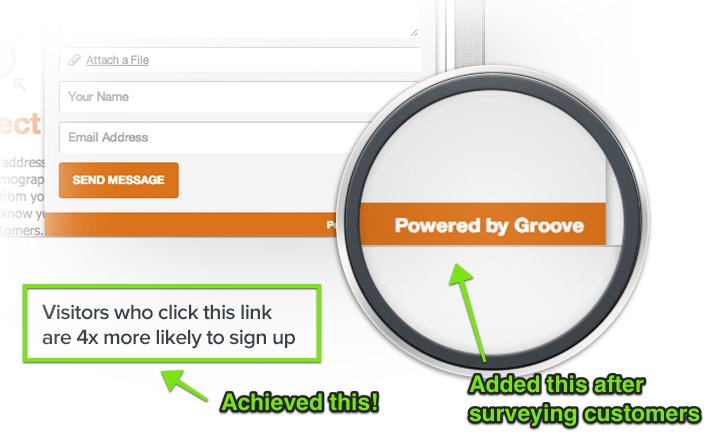 Attach a File
Your Name
ect
Email Address
address
mograp
SEND MESSAGE
from yo
know yo
tomers.
Po
Powered by Groove
Visitors who click this link
are 4x more likely to sign up
Achieved this!
Added this after
surveying customers